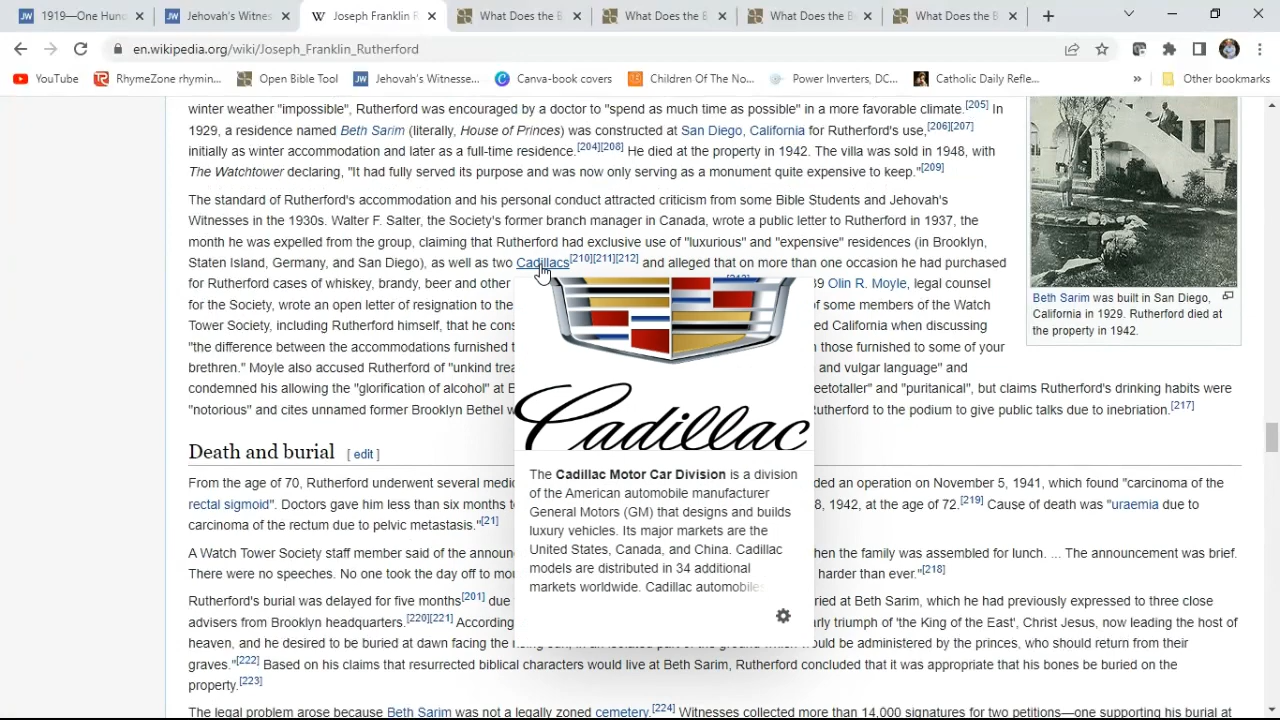 1919—One Hun
Jehovah's Witnes
Joseph Franklin R
What Does the B
What Does the B
What Does the B
What Does the B
en.wikipedia.org/wiki/Joseph_Franklin_Rutherford
YouTube
RhymeZone rhymin...
Open Bible Tool
Jehovah's Witnesse...
Canva-book covers
Children Of The No...
Power Inverters, DC...
Catholic Daily Refle...
Other bookmarks
winter weather "impossible", Rutherford was encouraged by a doctor to "spend as much time as possible" in a more favorable climate.[205] In
1929, a residence named Beth Sarim (literally, House of Princes) was constructed at San Diego, California for Rutherford's use,[206][207]
initially as winter accommodation and later as a full-time residence.[204][208] He died at the property in 1942. The villa was sold in 1948, with
The Watchtower declaring, "It had fully served its purpose and was now only serving as a monument quite expensive to keep."[209]
The standard of Rutherford's accommodation and his personal conduct attracted criticism from some Bible Students and Jehovah's
Witnesses in the 1930s. Walter F. Salter, the Society's former branch manager in Canada, wrote a public letter to Rutherford in 1937, the
month he was expelled from the group, claiming that Rutherford had exclusive use of "luxurious" and "expensive" residences (in Brooklyn,
Staten Island, Germany, and San Diego), as well as two Cadillacs[210][211][212] and alleged that on more than one occasion he had purchased
for Rutherford cases of whiskey, brandy, beer and other 39 Olin R. Moyle, legal counsel
for the Society, wrote an open letter of resignation to the of some members of the Watch
Tower Society, including Rutherford himself, that he cons ed California when discussing
"the difference between the accommodations furnished t those furnished to some of your
brethren." Moyle also accused Rutherford of "unkind trea and vulgar language" and
condemned his allowing the "glorification of alcohol" at B eetotaller" and "puritanical", but claims Rutherford's drinking habits were
"notorious" and cites unnamed former Brooklyn Bethel w utherford to the podium to give public talks due to inebriation.[217]
Beth Sarim was built in San Diego,
California in 1929. Rutherford died at
the property in 1942.
Cadillac
The Cadillac Motor Car Division is a division
of the American automobile manufacturer
General Motors (GM) that designs and builds
luxury vehicles. Its major markets are the
United States, Canada, and China. Cadillac
models are distributed in 34 additional
markets worldwide. Cadillac automobiles
Death and burial [ edit ]
From the age of 70, Rutherford underwent several medic ded an operation on November 5, 1941, which found "carcinoma of the
rectal sigmoid". Doctors gave him less than six months t 8, 1942, at the age of 72.[219] Cause of death was "uraemia due to
carcinoma of the rectum due to pelvic metastasis."[21]
A Watch Tower Society staff member said of the announ hen the family was assembled for lunch. ... The announcement was brief.
There were no speeches. No one took the day off to mou harder than ever."[218]
Rutherford's burial was delayed for five months[201] due ried at Beth Sarim, which he had previously expressed to three close
advisers from Brooklyn headquarters.[220][221] According arly triumph of 'the King of the East', Christ Jesus, now leading the host of
heaven, and he desired to be buried at dawn facing the would be administered by the princes, who should return from their
graves."[222] Based on his claims that resurrected biblical characters would live at Beth Sarim, Rutherford concluded that it was appropriate that his bones be buried on the
property.[223]
The legal problem arose because Beth Sarim was not a legally zoned cemetery.[224] Witnesses collected more than 14,000 signatures for two petitions—one supporting his burial at